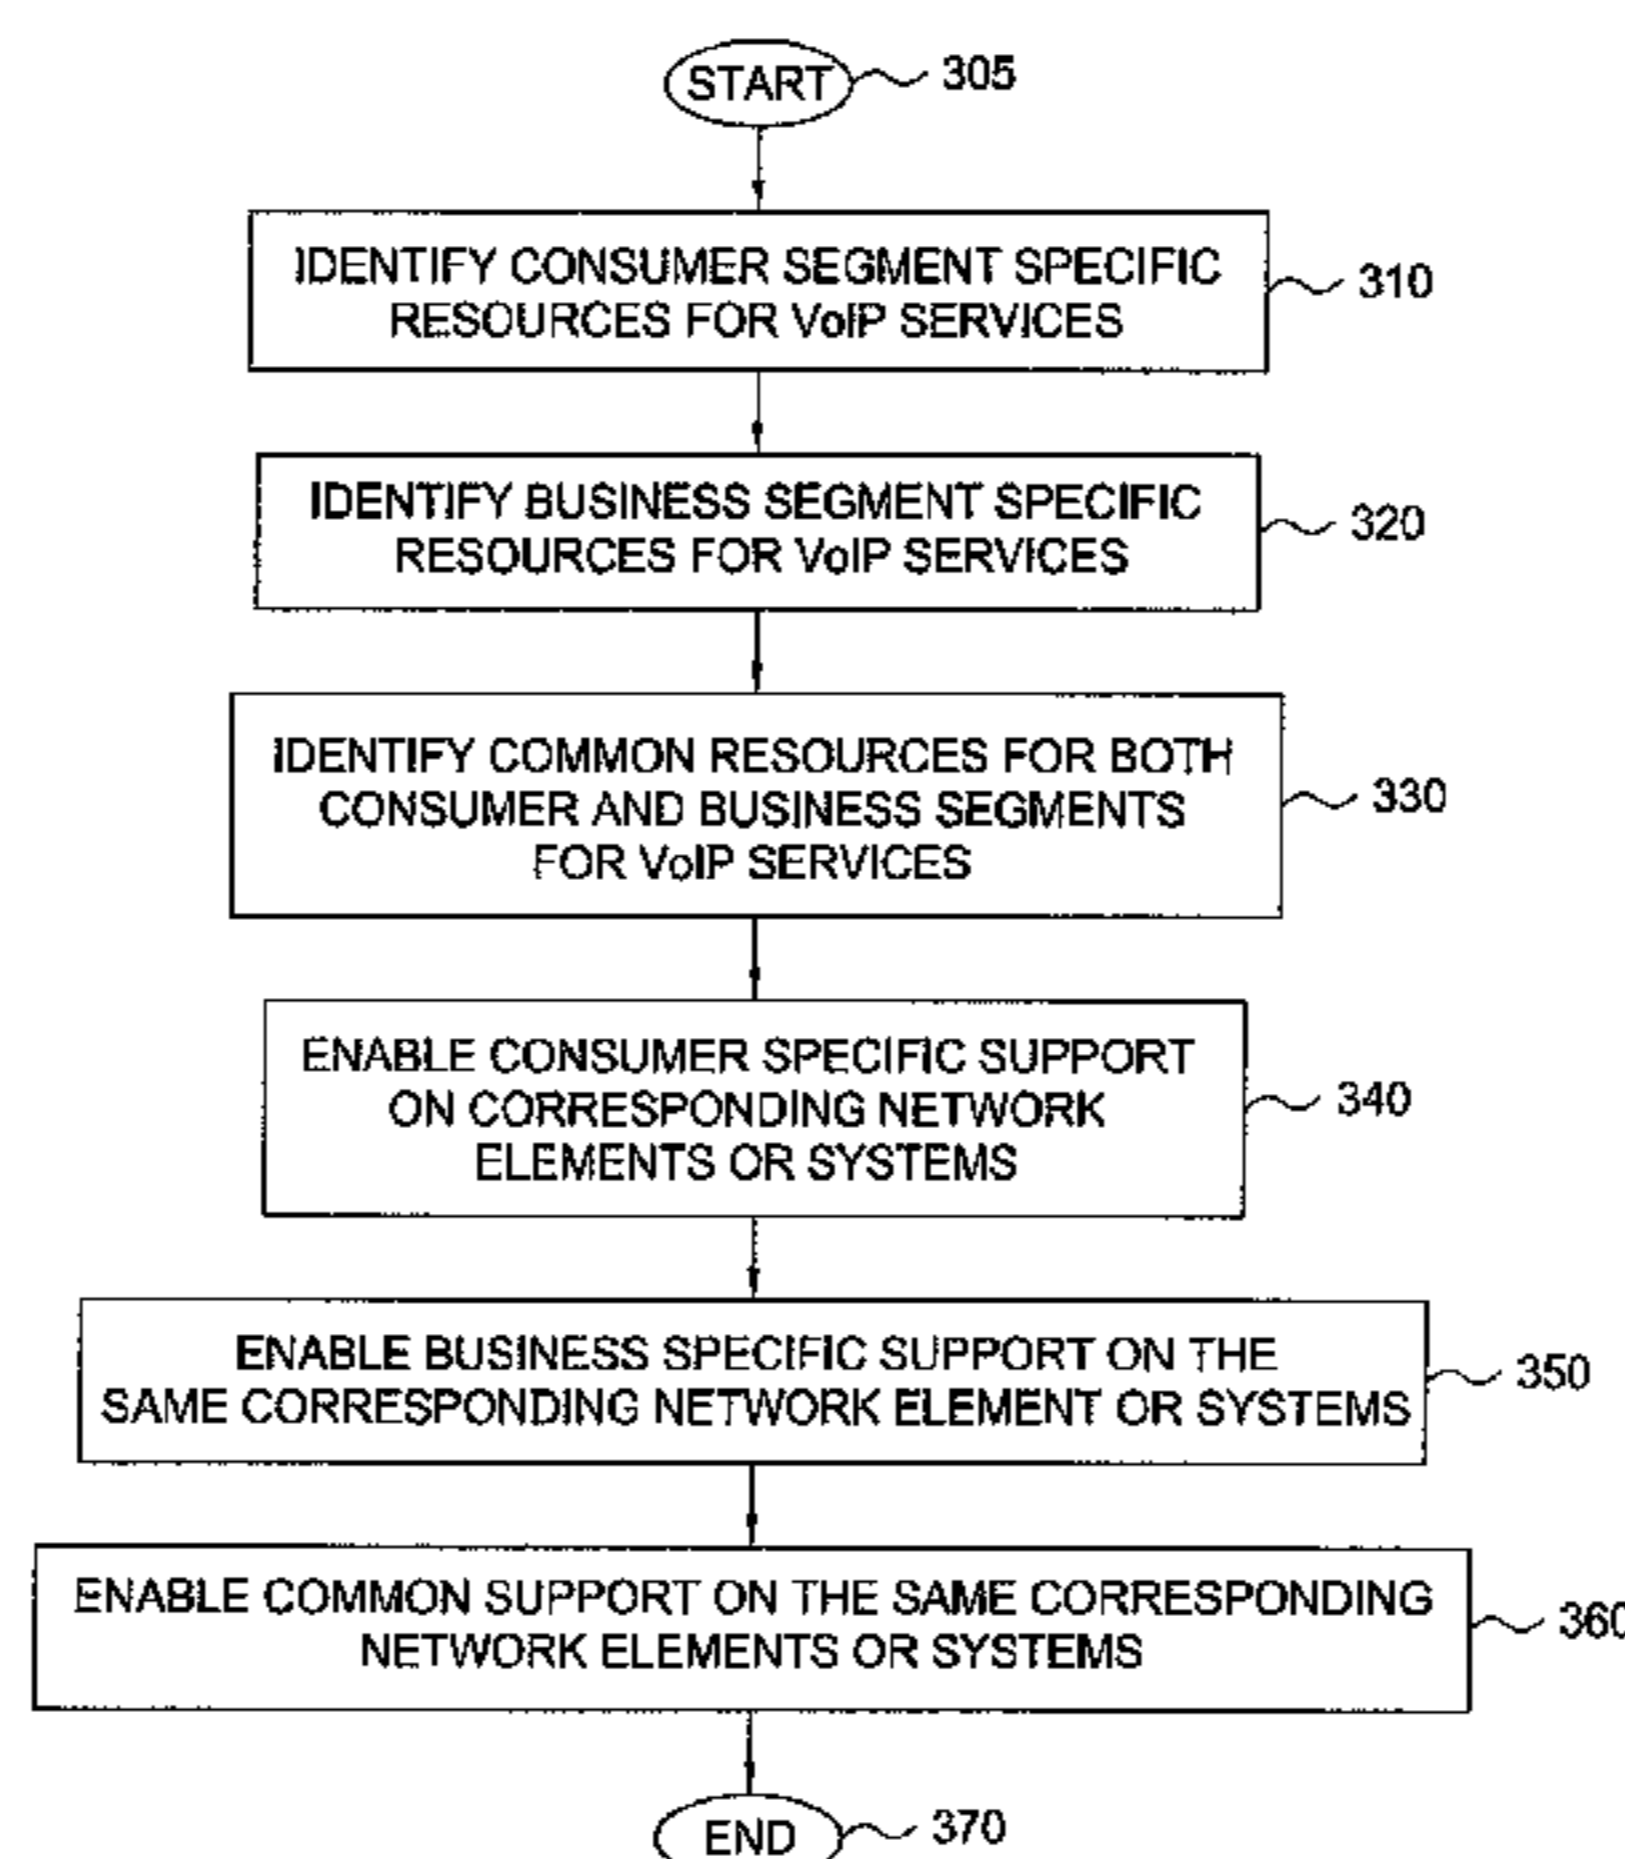 START 305
IDENTIFY CONSUMER SEGMENT SPECIFIC
RESOURCES FOR VoIP SERVICES
310
IDENTIFY BUSINESS SEGMENT SPECIFIC
RESOURCES FOR VoIP SERVICES
320
IDENTIFY COMMON RESOURCES FOR BOTH
CONSUMER AND BUSINESS SEGMENTS
FOR VoIP SERVICES
330
ENABLE CONSUMER SPECIFIC SUPPORT
ON CORRESPONDING NETWORK
ELEMENTS OR SYSTEMS
340
ENABLE BUSINESS SPECIFIC SUPPORT ON THE
SAME CORRESPONDING NETWORK ELEMENT OR SYSTEMS
350
ENABLE COMMON SUPPORT ON THE SAME CORRESPONDING
NETWORK ELEMENTS OR SYSTEMS
360
END 370